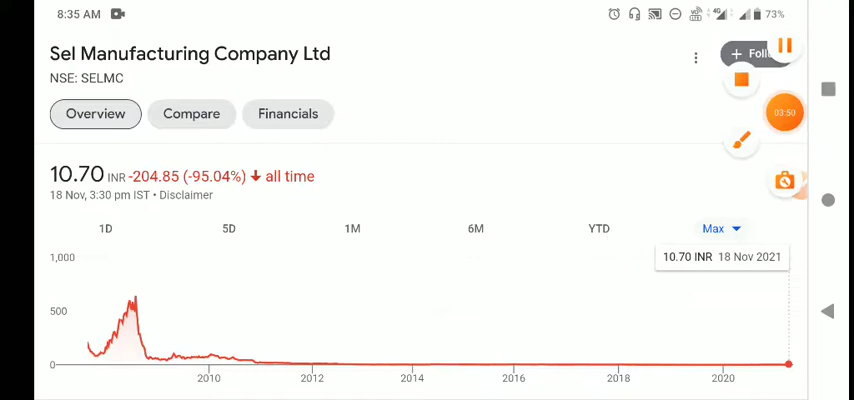 8:35 AM
4G
73%
Sel Manufacturing Company Ltd
NSE: SELMC
+
Overview
Compare
Financials
03:50
10.70 INR -204.85 (-95.04%) ↓ all time
18 Nov, 3:30 pm IST • Disclaimer
1D 5D 1M 6M YTD Max
10.70 INR 18 Nov 2021
1,000
500
0
2010 2012 2014 2016 2018 2020